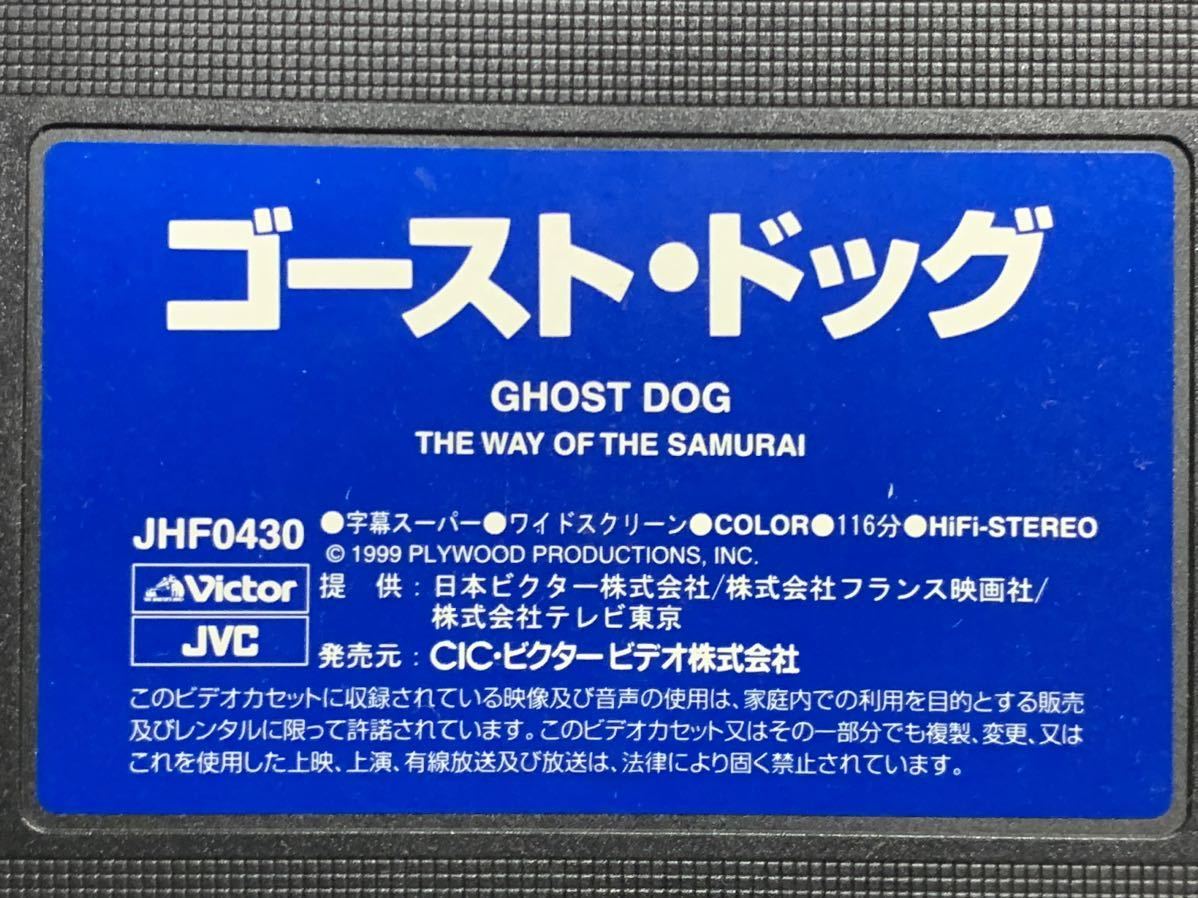 ゴースト・ドッグ
GHOST DOG
THE WAY OF THE SAMURAI
JHF0430 ●字幕スーパー●ワイドスクリーン●COLOR●116分●HiFi-STEREO
© 1999 PLYWOOD PRODUCTIONS, INC.
Victor
JVC
提 供：日本ビクター株式会社/株式会社フランス映画社/
株式会社テレビ東京
発売元：CIC・ビクター ビデオ株式会社
このビデオカセットに収録されている映像及び音声の使用は、家庭内での利用を目的とする販売
及びレンタルに限って許諾されています。このビデオカセット又はその一部分でも複製、変更、又は
これを使用した上映、上演、有線放送及び放送は、法律により固く禁止されています。